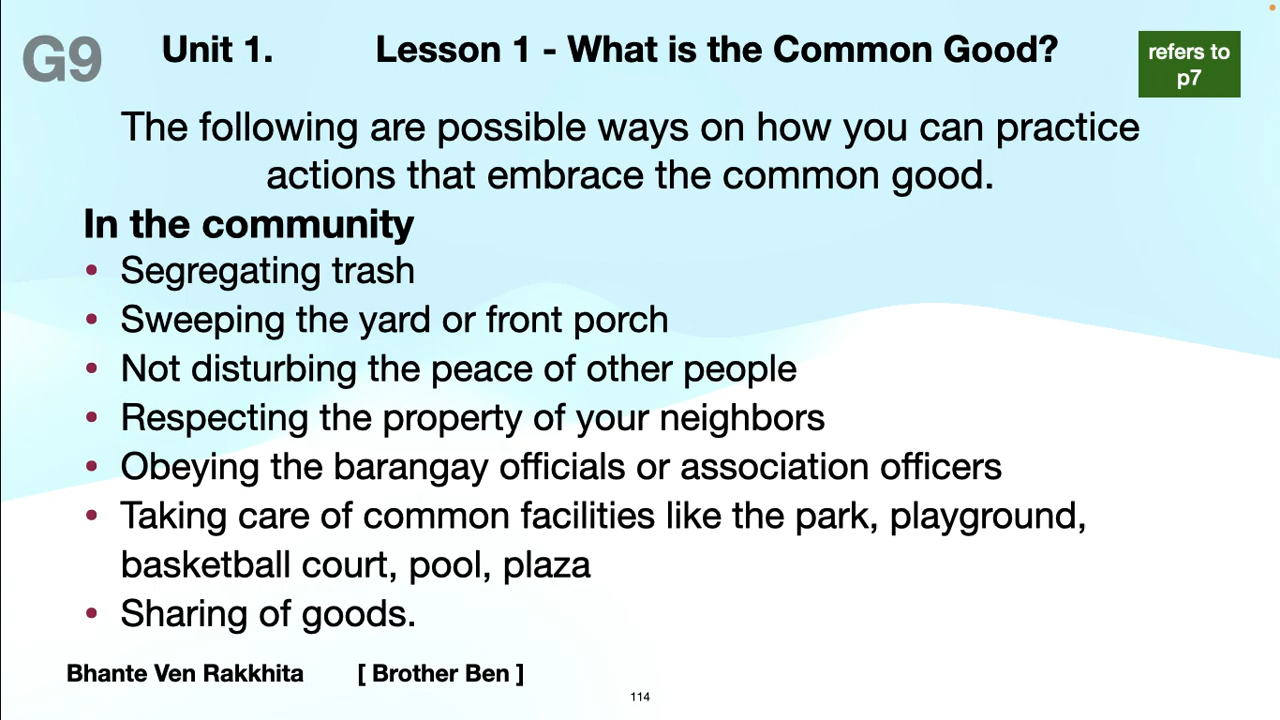 G9
Unit 1. Lesson 1 - What is the Common Good?
refers to
p7
The following are possible ways on how you can practice
actions that embrace the common good.
In the community
• Segregating trash
• Sweeping the yard or front porch
• Not disturbing the peace of other people
• Respecting the property of your neighbors
• Obeying the barangay officials or association officers
• Taking care of common facilities like the park, playground,
basketball court, pool, plaza
• Sharing of goods.
Bhante Ven Rakkhita [ Brother Ben ]
114